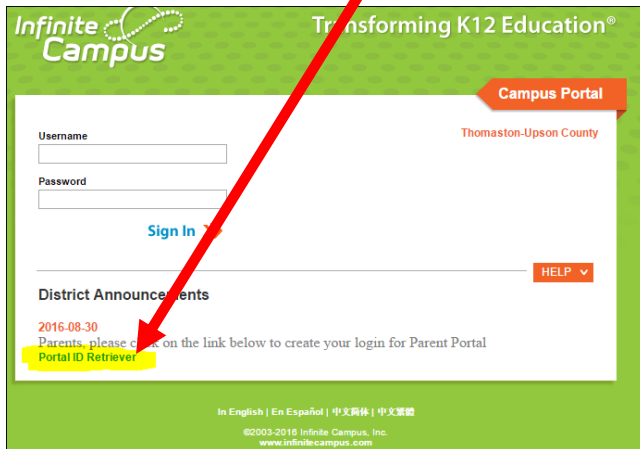 Infinite Campus
Transforming K12 Education®
Campus Portal
Thomaston-Upson County
Username
Password
Sign In
HELP
District Announcements
2016-08-30
Parents, please click on the link below to create your login for Parent Portal
Portal ID Retriever
In English | En Español | 中文简体 | 中文繁體
©2003-2016 Infinite Campus, Inc.
www.infinitecampus.com